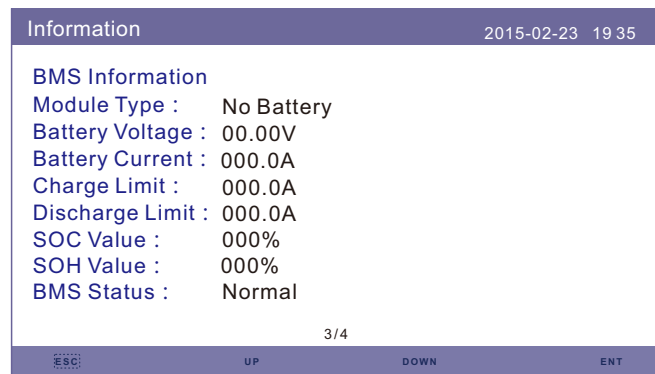 Information 2015-02-23 19 35
BMS Information
Module Type : No Battery
Battery Voltage : 00.00V
Battery Current : 000.0A
Charge Limit : 000.0A
Discharge Limit : 000.0A
SOC Value : 000%
SOH Value : 000%
BMS Status : Normal
3/4
ESC UP DOWN ENT